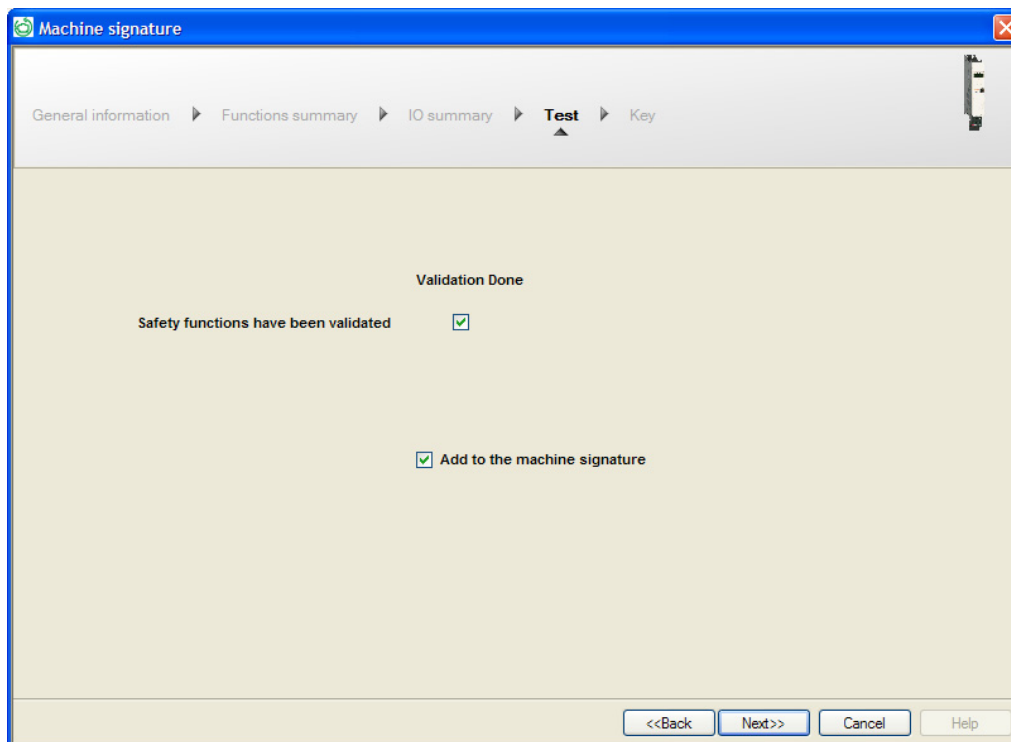 Machine signature
General information Functions summary IO summary Test Key
Validation Done
Safety functions have been validated
Add to the machine signature
<<Back Next>> Cancel Help